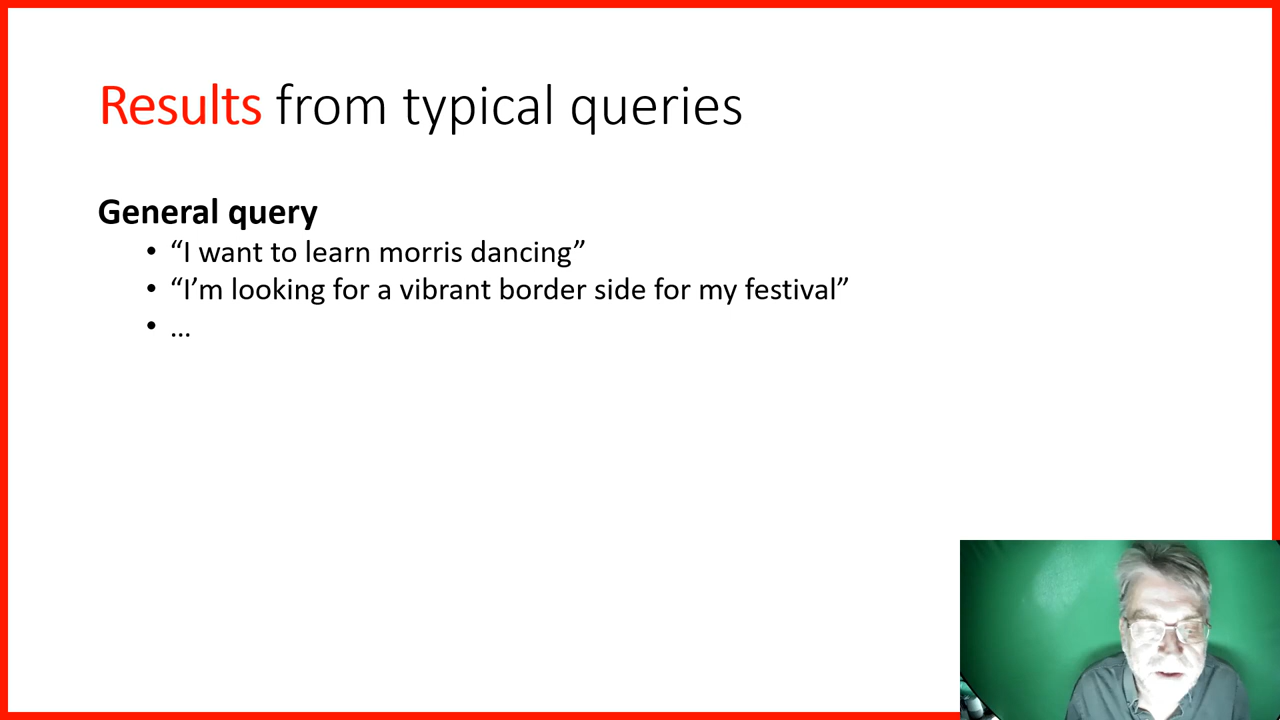 Results from typical queries
General query
• “I want to learn morris dancing”
• “I’m looking for a vibrant border side for my festival”
• …